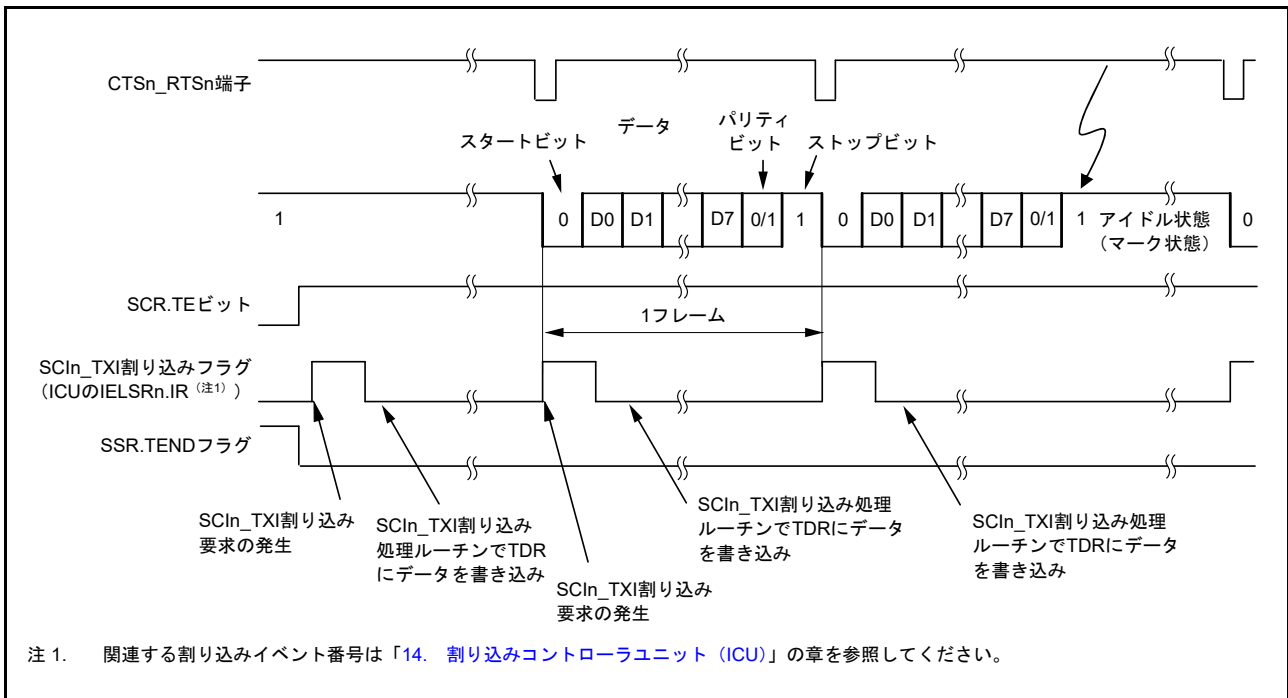 CTSn_RTSn端子
データ
パリティ
ビット
スタートビット
ストップビット
1
0
D0
D1
D7
0/1
1
0
D0
D1
D7
0/1
1
アイドル状態
（マーク状態）
0
SCR.TEビット
1フレーム
SCIn_TXI割り込みフラグ
（ICUのIELSRn.IR（注1））
SSR.TENDフラグ
SCIn_TXI割り込み
要求の発生
SCIn_TXI割り込み
処理ルーチンでTDR
にデータを書き込み
SCIn_TXI割り込み
要求の発生
SCIn_TXI割り込み処理
ルーチンでTDRにデータ
を書き込み
SCIn_TXI割り込み処理
ルーチンでTDRにデータ
を書き込み
注 1. 関連する割り込みイベント番号は「14. 割り込みコントローラユニット（ICU）」の章を参照してください。